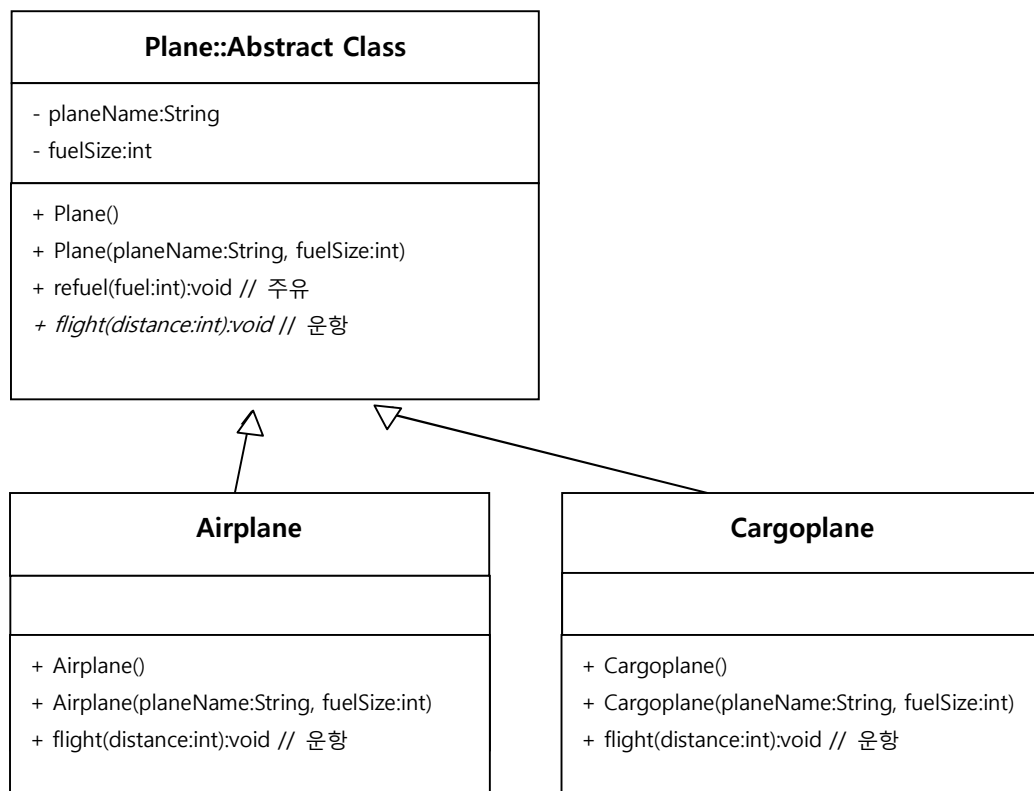 Plane::Abstract Class
- planeName:String
- fuelSize:int
+ Plane()
+ Plane(planeName:String, fuelSize:int)
+ refuel(fuel:int):void // 주유
+ flight(distance:int):void // 운항
Airplane
+ Airplane()
+ Airplane(planeName:String, fuelSize:int)
+ flight(distance:int):void // 운항
Cargoplane
+ Cargoplane()
+ Cargoplane(planeName:String, fuelSize:int)
+ flight(distance:int):void // 운항